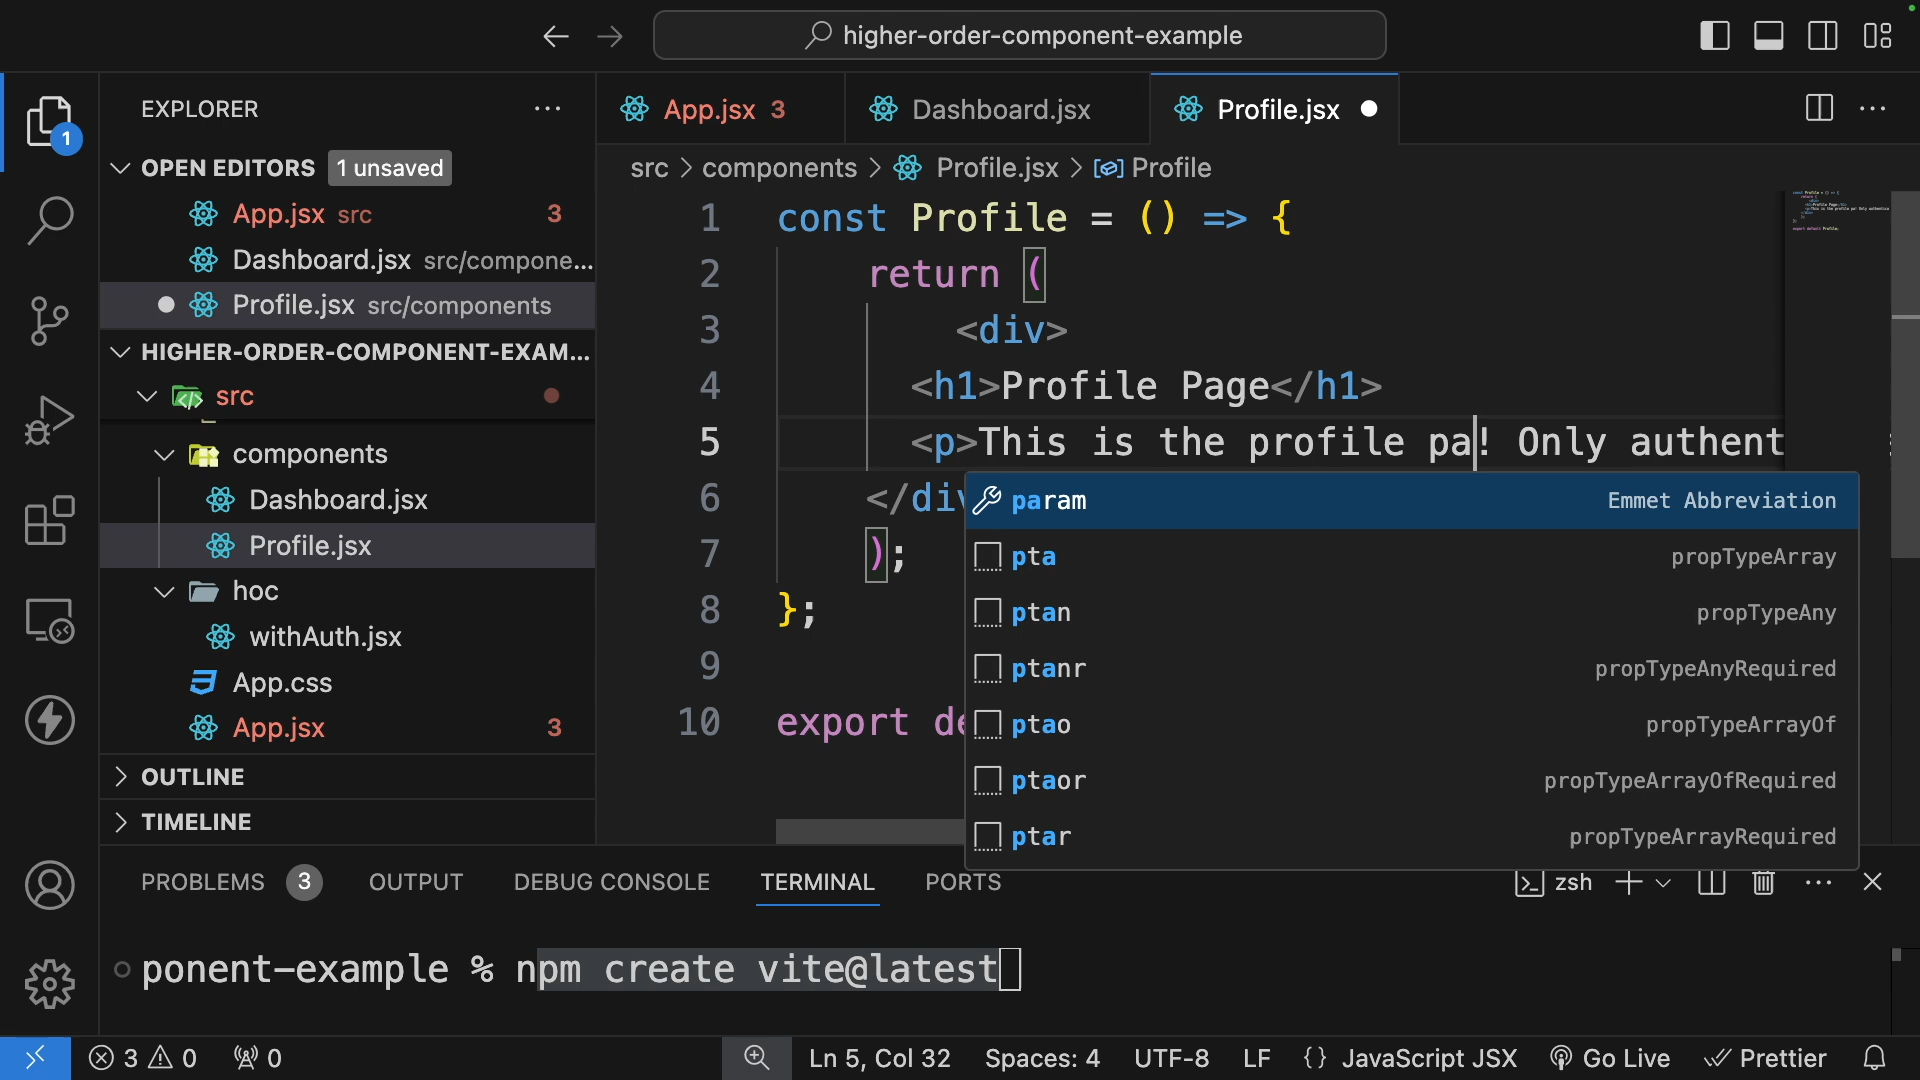 higher-order-component-example
EXPLORER
App.jsx 3
Dashboard.jsx
Profile.jsx
1
OPEN EDITORS 1 unsaved
src > components > Profile.jsx > Profile
App.jsx src 3
Dashboard.jsx src/compone...
Profile.jsx src/components
HIGHER-ORDER-COMPONENT-EXAM...
src
components
Dashboard.jsx
Profile.jsx
hoc
withAuth.jsx
App.css
App.jsx 3
OUTLINE
TIMELINE
1 const Profile = () => {
2 return (
3 <div>
4 <h1>Profile Page</h1>
5 <p>This is the profile pa! Only authent
6 </div
7 );
8 };
9
10 export de
param Emmet Abbreviation
pta propTypeArray
ptan propTypeAny
ptanr propTypeAnyRequired
ptao propTypeArrayOf
ptaor propTypeArrayOfRequired
ptar propTypeArrayRequired
PROBLEMS 3 OUTPUT DEBUG CONSOLE TERMINAL PORTS zsh
ponent-example % npm create vite@latest
3 0 0 Ln 5, Col 32 Spaces: 4 UTF-8 LF {} JavaScript JSX Go Live Prettier